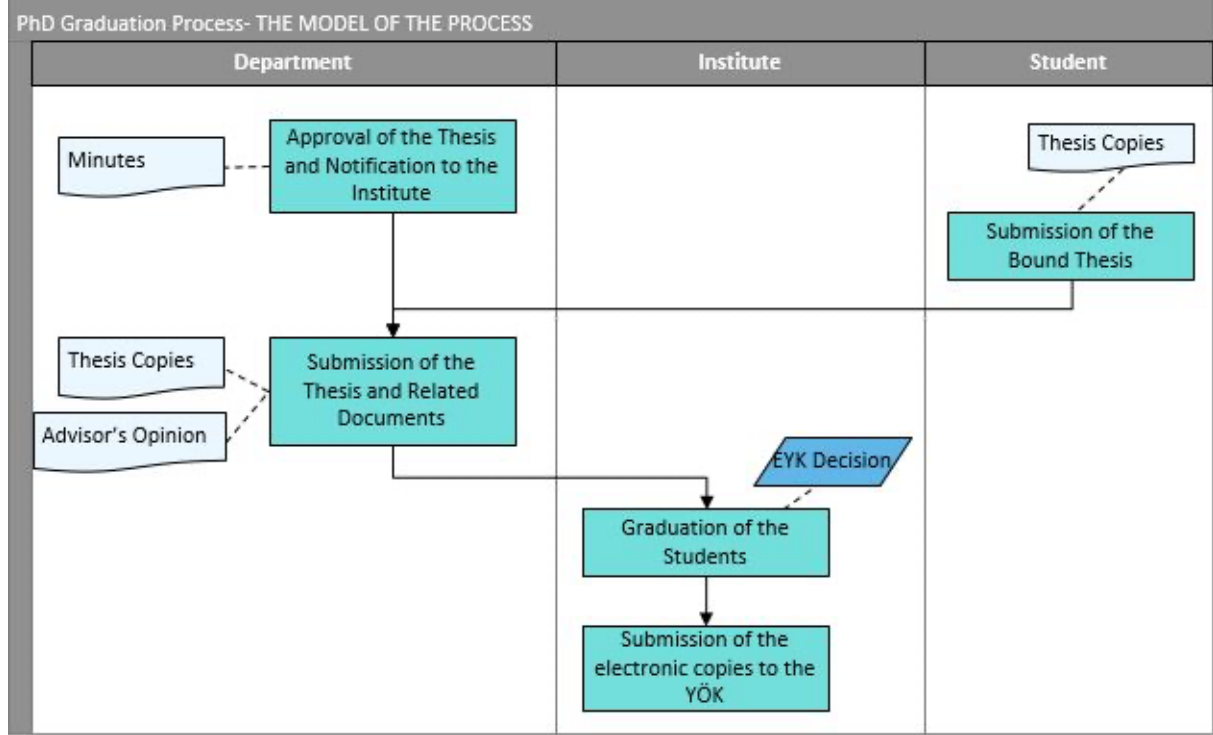 PhD Graduation Process- THE MODEL OF THE PROCESS
Department
Institute
Student
Minutes
Approval of the Thesis
and Notification to the
Institute
Thesis Copies
Submission of the
Bound Thesis
Thesis Copies
Advisor's Opinion
Submission of the
Thesis and Related
Documents
EYK Decision
Graduation of the
Students
Submission of the
electronic copies to the
YÖK